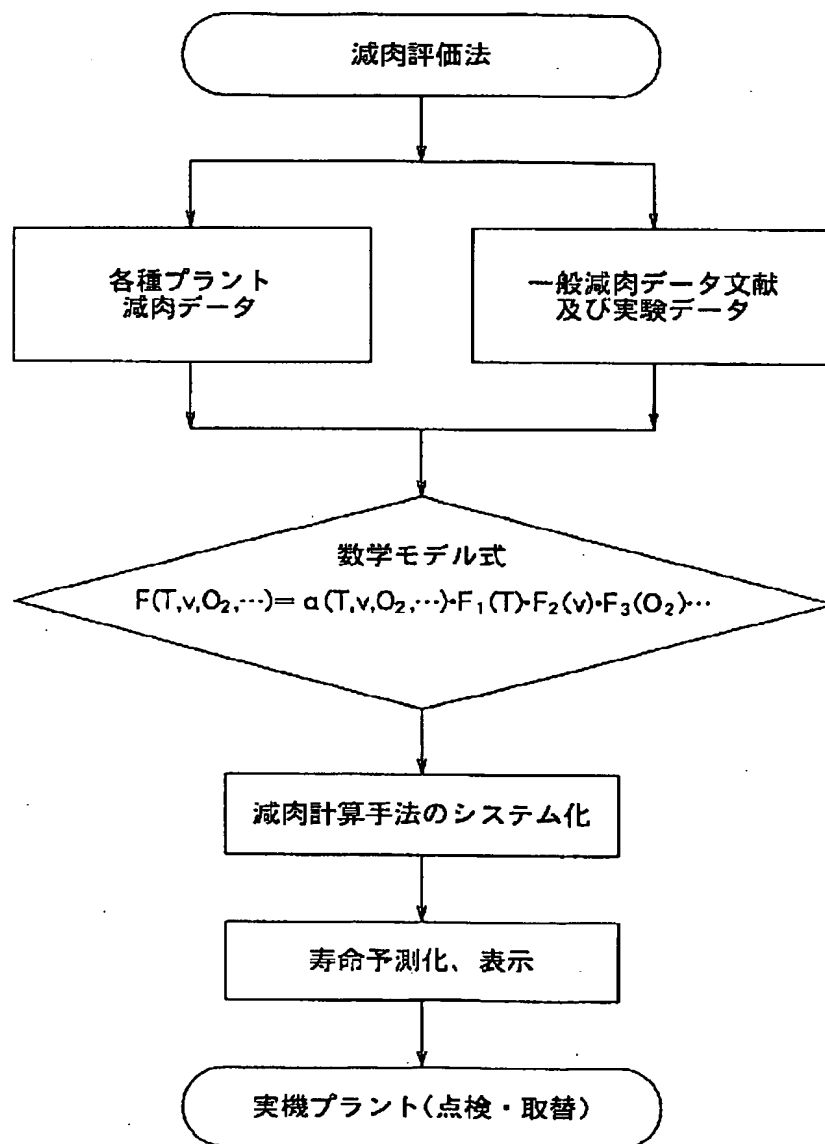 減肉評価法
各種プラント
減肉データ
一般減肉データ文献
及び実験データ
数学モデル式
F(T,v,O₂,…)= α(T,v,O₂,…)・F₁(T)・F₂(v)・F₃(O₂)…
減肉計算手法のシステム化
寿命予測化、表示
実機プラント(点検・取替)